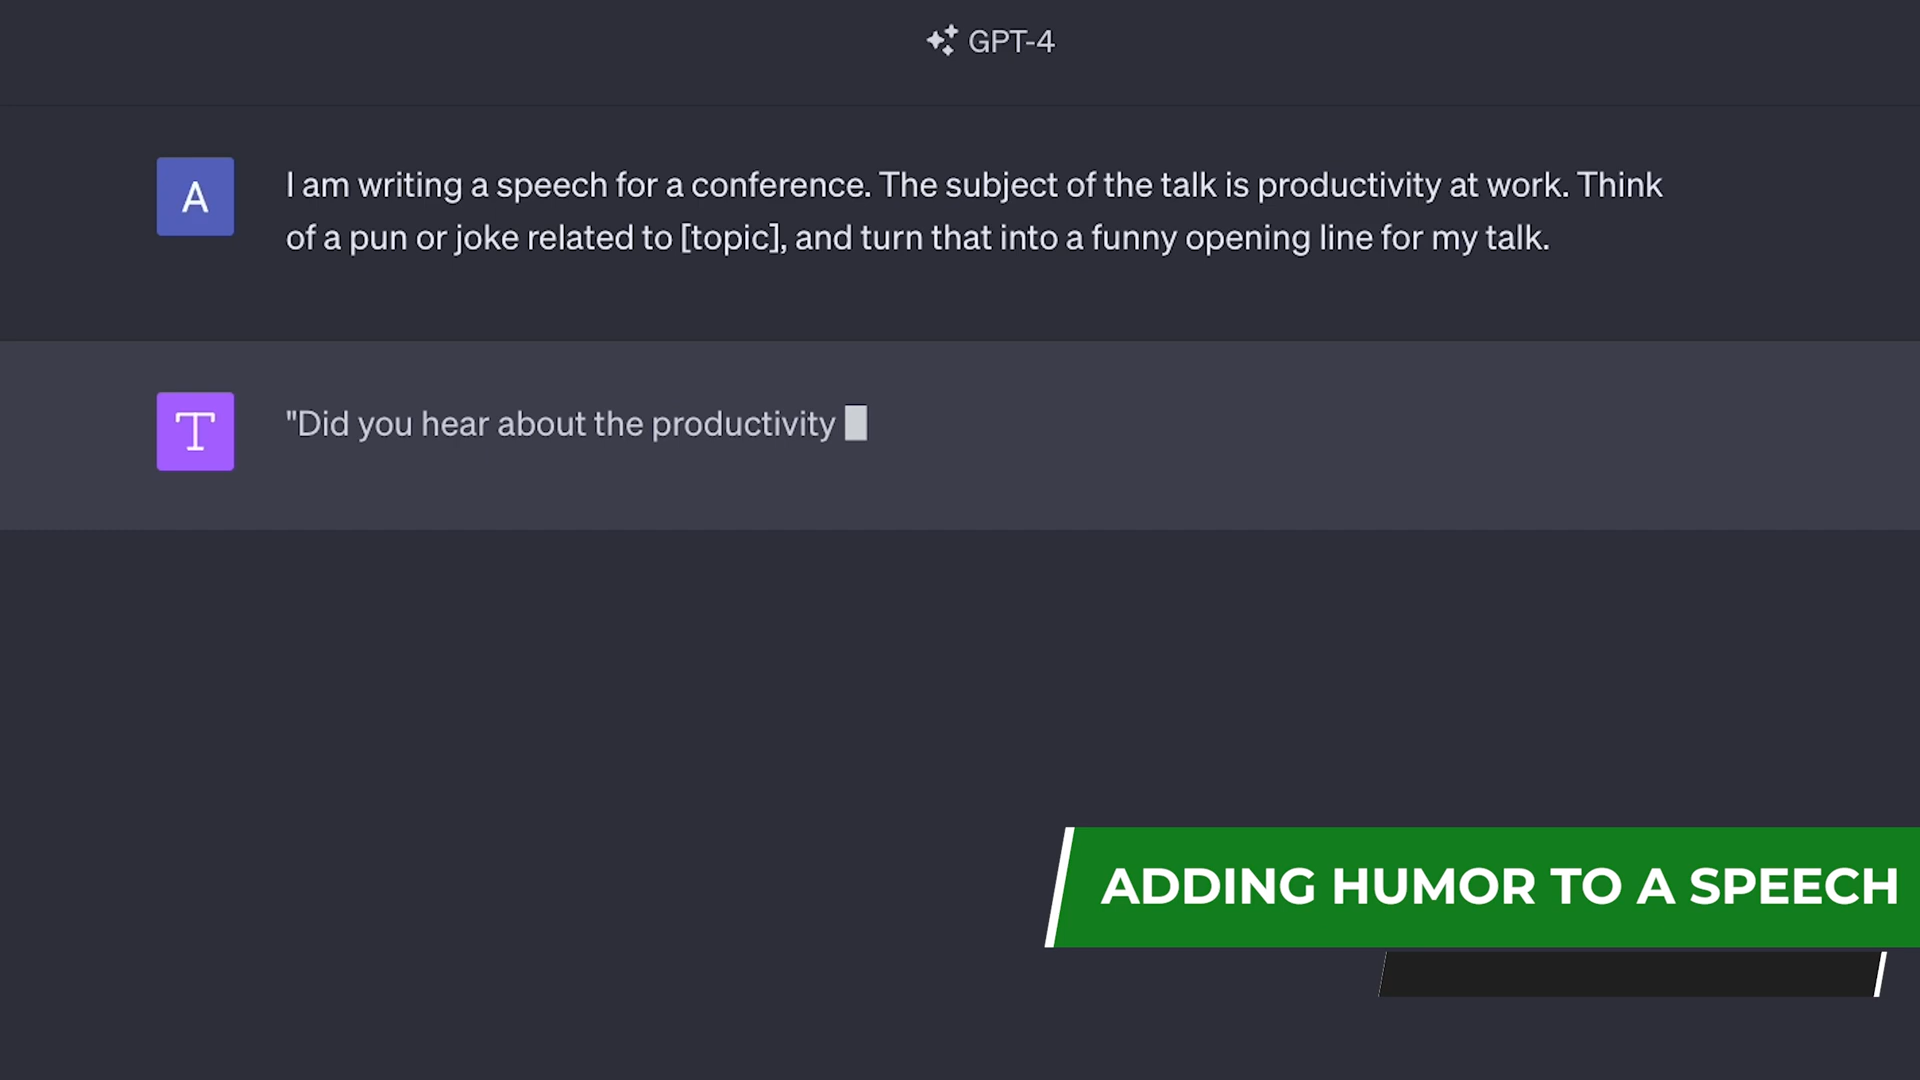 GPT-4
A
I am writing a speech for a conference. The subject of the talk is productivity at work. Think
of a pun or joke related to [topic], and turn that into a funny opening line for my talk.
T
"Did you hear about the productivity
ADDING HUMOR TO A SPEECH